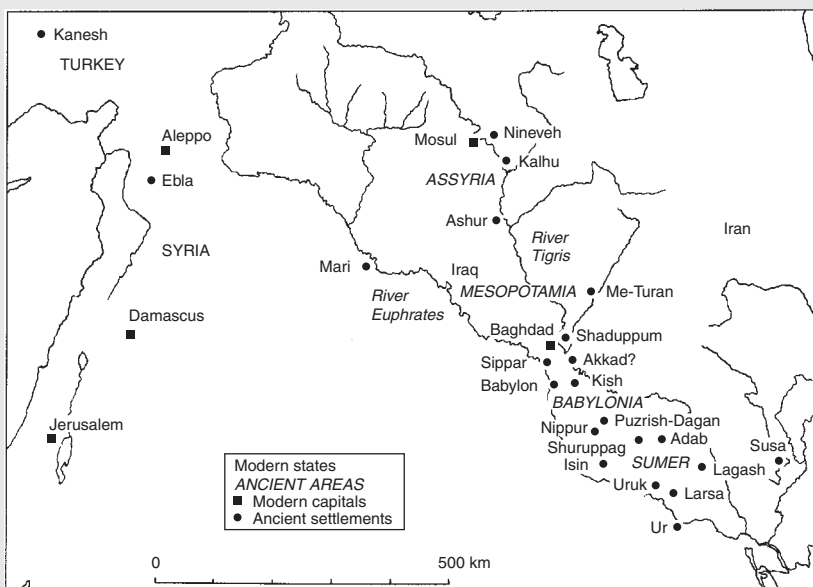 Kanesh
TURKEY
Aleppo
Ebla
SYRIA
Damascus
Jerusalem
Mosul
Nineveh
Kalhu
ASSYRIA
Ashur
River
Tigris
Iran
Mari
Iraq
River
Euphrates
MESOPOTAMIA
Me-Turan
Baghdad
Shaduppum
Sippar
Akkad?
Babylon
Kish
BABYLONIA
Puzrish-Dagan
Nippur
Adab
Shuruppag
Isin
SUMER
Susa
Lagash
Uruk
Larsa
Ur
Modern states
ANCIENT AREAS
Modern capitals
Ancient settlements
0 500 km